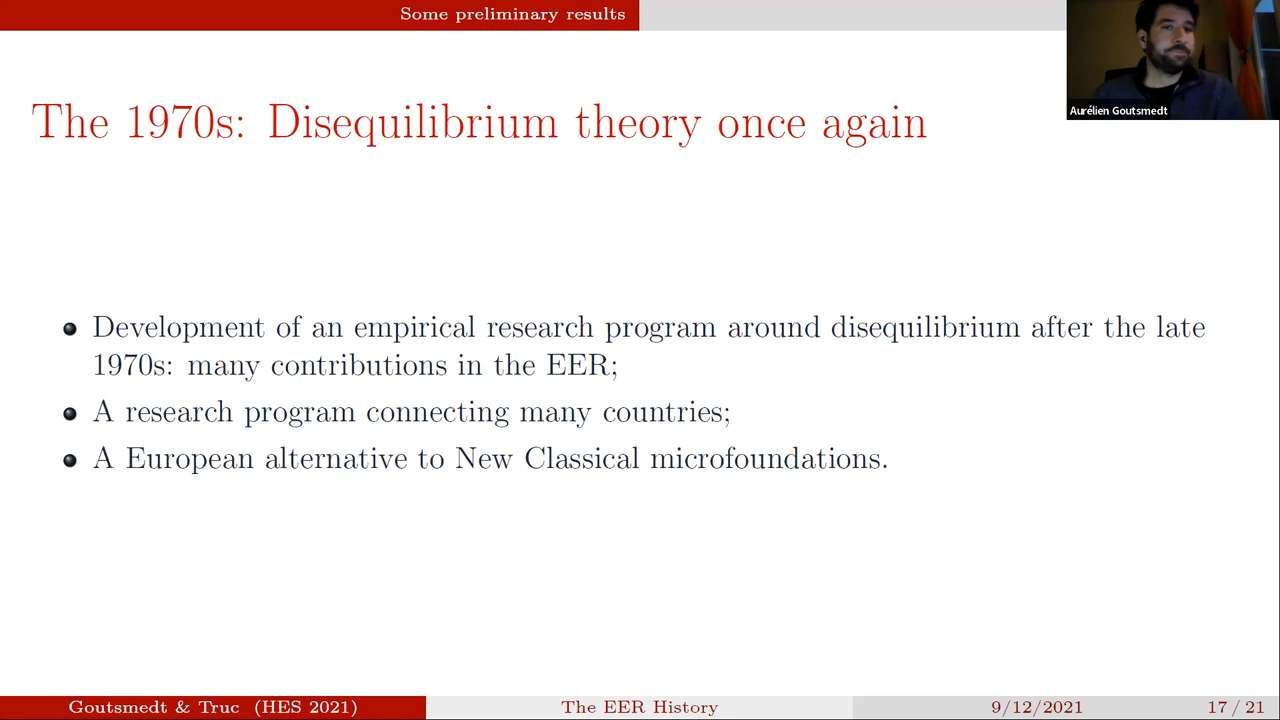 Some preliminary results
Aurélien Goutsmedt
The 1970s: Disequilibrium theory once again
Development of an empirical research program around disequilibrium after the late
1970s: many contributions in the EER;
A research program connecting many countries;
A European alternative to New Classical microfoundations.
Goutsmedt & Truc (HES 2021)
The EER History
9/12/2021
17 / 21